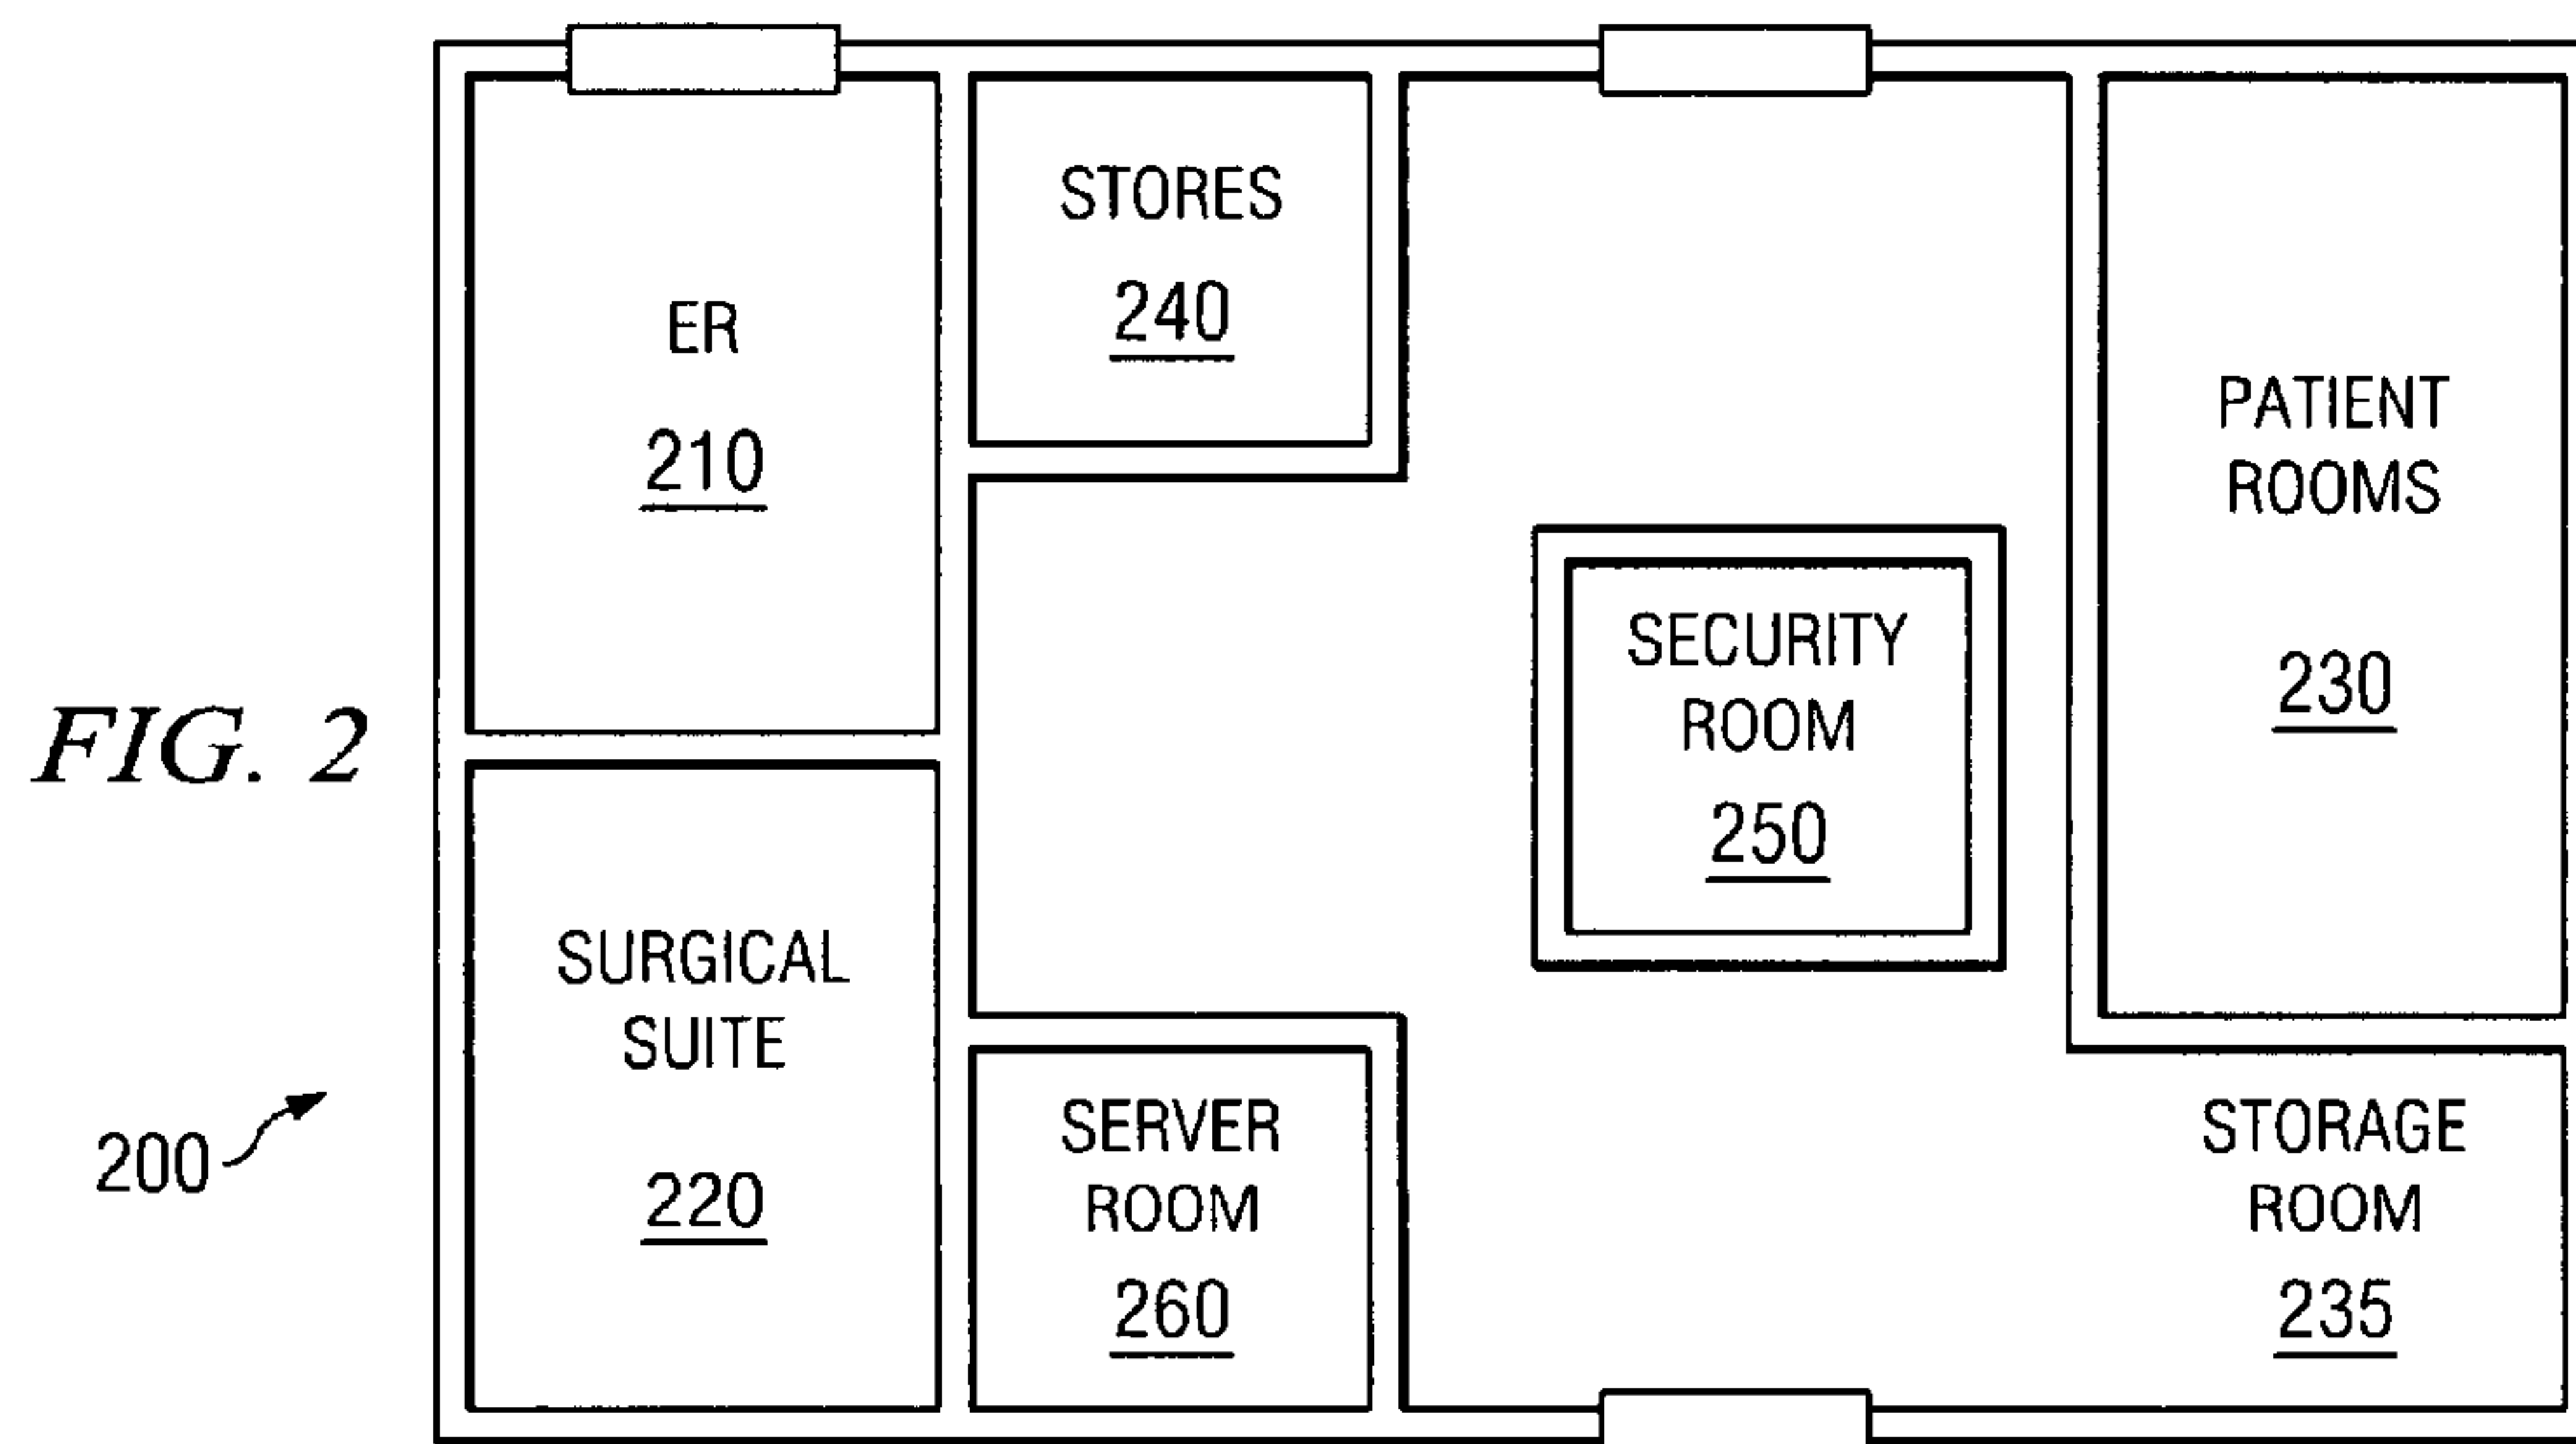 FIG. 2
200
ER
210
STORES
240
SECURITY
ROOM
250
PATIENT
ROOMS
230
SURGICAL
SUITE
220
SERVER
ROOM
260
STORAGE
ROOM
235